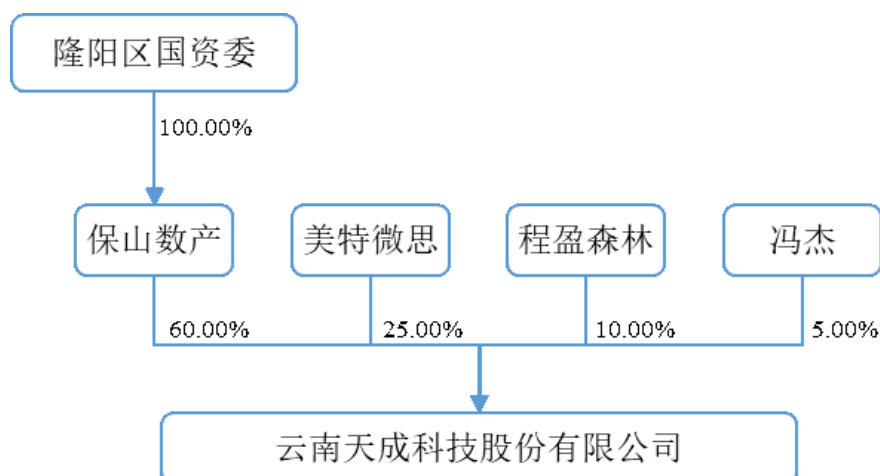 隆阳区国资委
100.00%
保山数产
美特微思
程盈森林
冯杰
60.00%
25.00%
10.00%
5.00%
云南天成科技股份有限公司